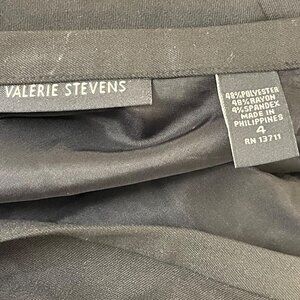 VALERIE STEVENS
48%POLYESTER
48%RAYON
4%SPANDEX
MADE IN
PHILIPPINES
4
RN 13711